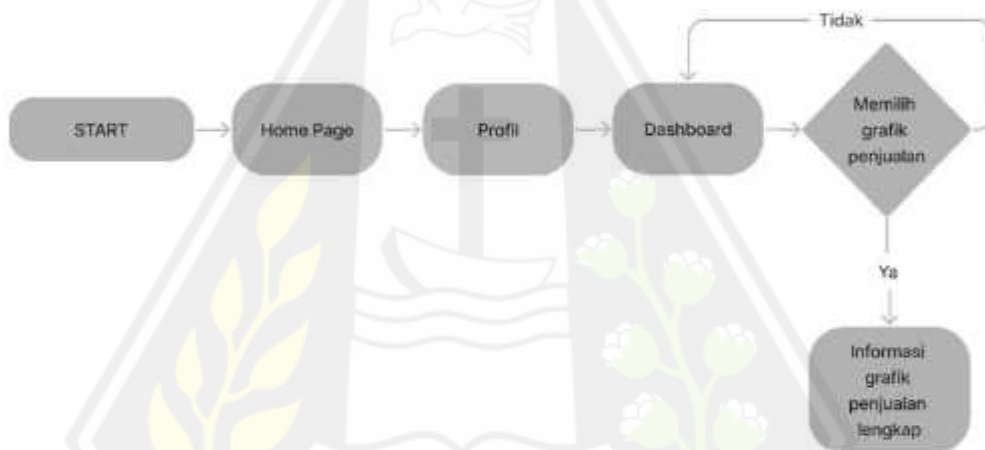 Tidak
START
Home Page
Profil
Dashboard
Memilih
grafik
penjualan
Ya
Informasi
grafik
penjualan
lengkap